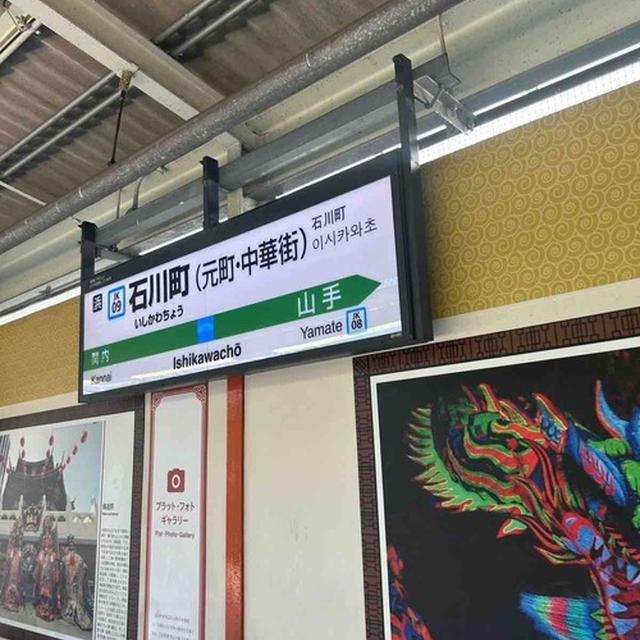 浜 JK 09 石川町 (元町・中華街) 石川町
いしかわちょう 이시카와초
関内 山手
Kannai Ishikawachō Yamate JK 08
プラット・フォト
ギャラリー
Plat-Photo-Gallery